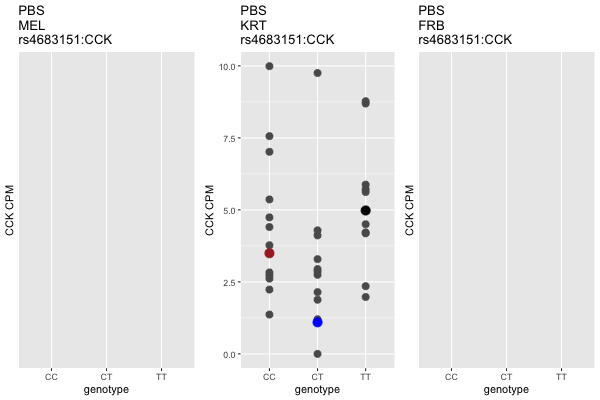 PBS
MEL
rs4683151:CCK
CCK CPM
CC CT TT
genotype
PBS
KRT
rs4683151:CCK
10.0
7.5
5.0
2.5
0.0
CCK CPM
CC CT TT
genotype
PBS
FRB
rs4683151:CCK
CCK CPM
CC CT TT
genotype